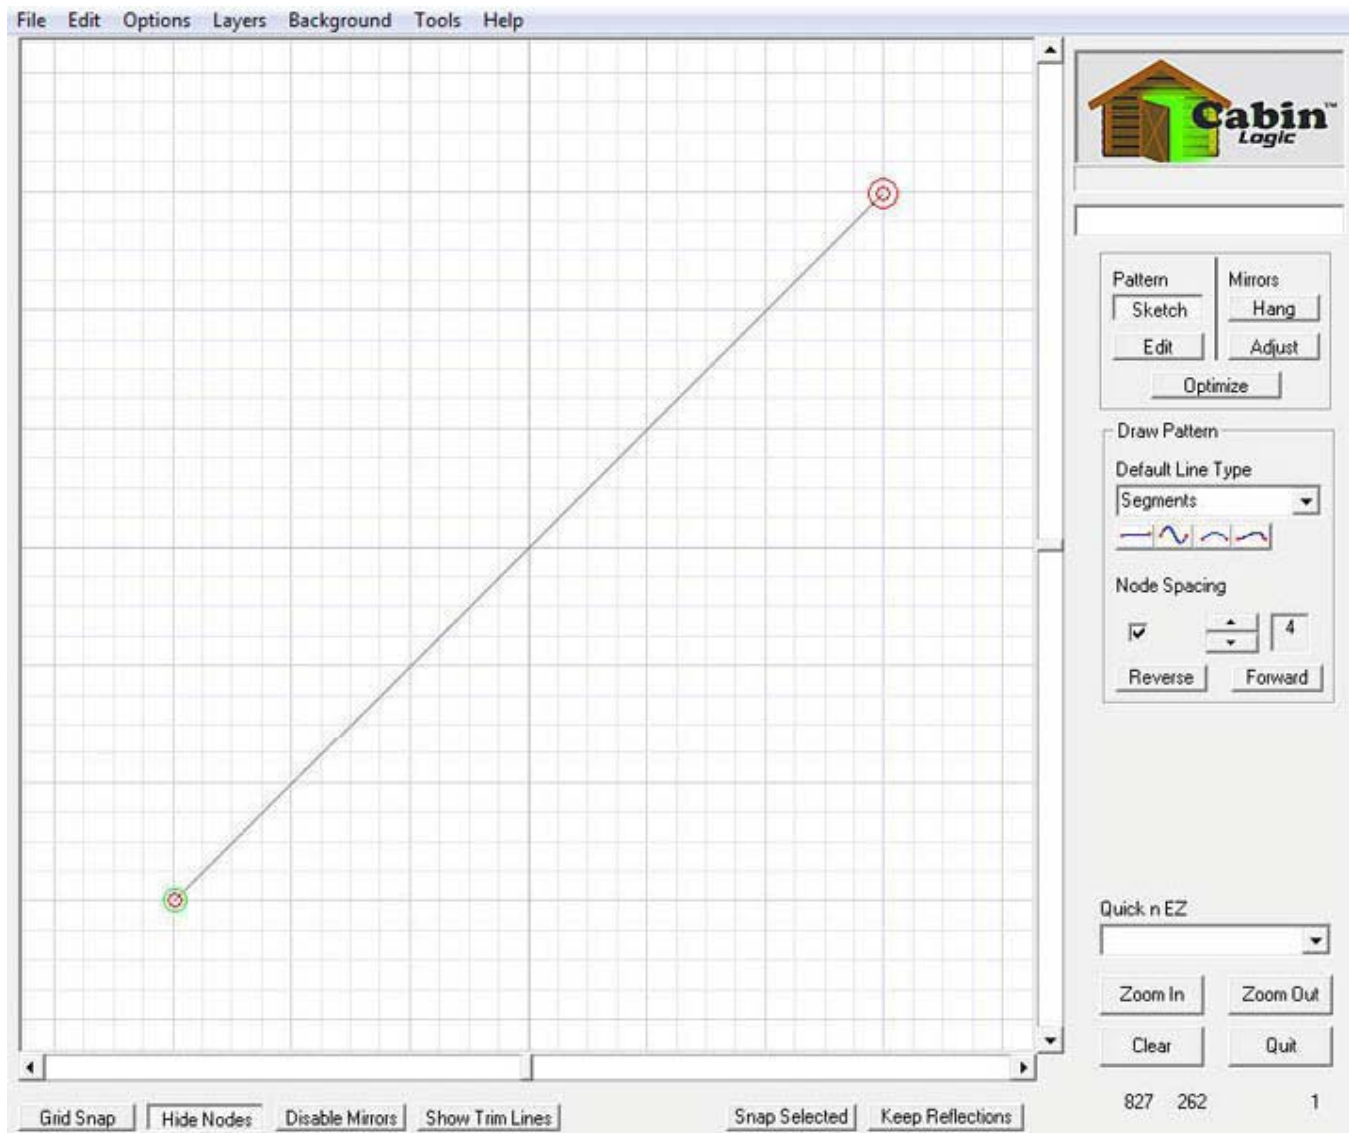 File Edit Options Layers Background Tools Help
Cabin™
Logic
Pattern Mirrors
Sketch Hang
Edit Adjust
Optimize
Draw Pattern
Default Line Type
Segments
Node Spacing
4
Reverse Forward
Quick n EZ
Zoom In Zoom Out
Clear Quit
827 262 1
Grid Snap Hide Nodes Disable Mirrors Show Trim Lines Snap Selected Keep Reflections